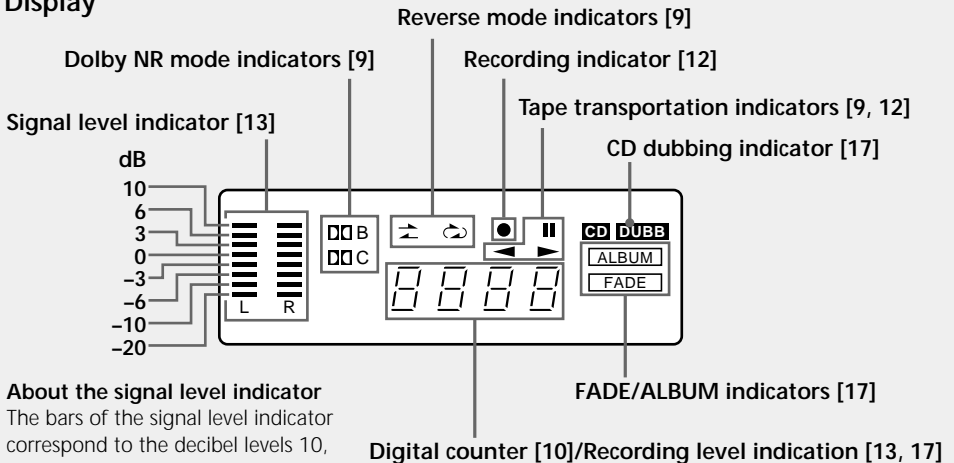 Display
Reverse mode indicators [9]
Dolby NR mode indicators [9]
Recording indicator [12]
Tape transportation indicators [9, 12]
Signal level indicator [13]
CD dubbing indicator [17]
dB
10
6
3
0
–3
–6
–10
–20
L R
B
C
CD DUBB
ALBUM
FADE
8888
FADE/ALBUM indicators [17]
About the signal level indicator
The bars of the signal level indicator
correspond to the decibel levels 10,
Digital counter [10]/Recording level indication [13, 17]